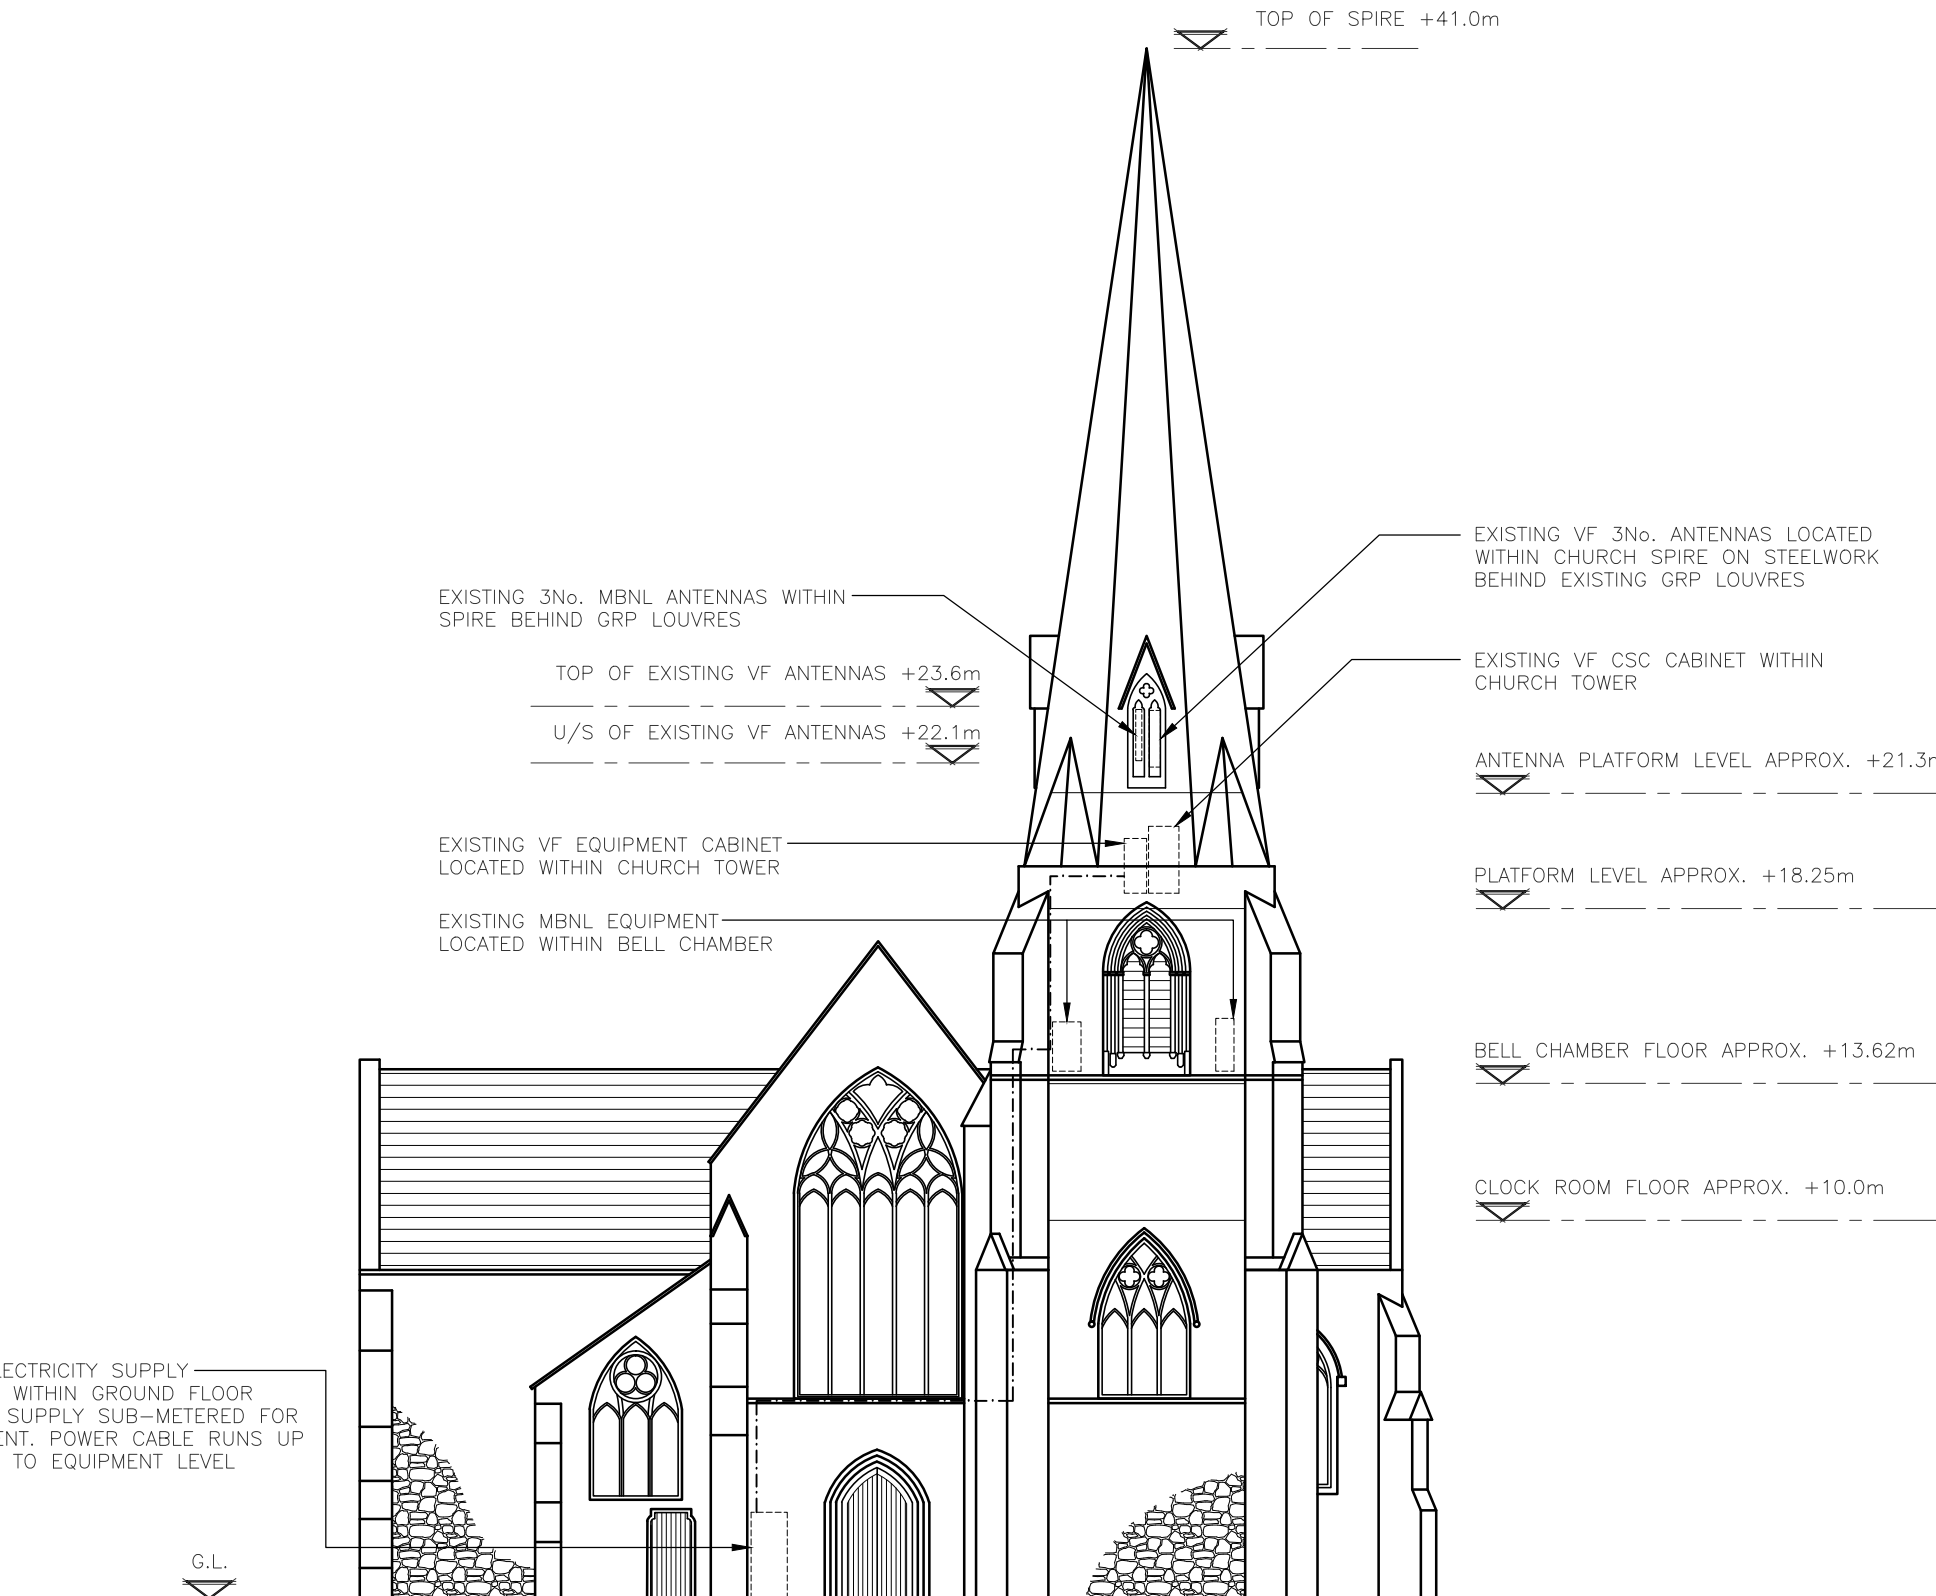 TOP OF SPIRE +41.0m
EXISTING VF 3No. ANTENNAS LOCATED
WITHIN CHURCH SPIRE ON STEELWORK
BEHIND EXISTING GRP LOUVRES
EXISTING 3No. MBNL ANTENNAS WITHIN
SPIRE BEHIND GRP LOUVRES
EXISTING VF CSC CABINET WITHIN
CHURCH TOWER
TOP OF EXISTING VF ANTENNAS +23.6m
U/S OF EXISTING VF ANTENNAS +22.1m
ANTENNA PLATFORM LEVEL APPROX. +21.3m
EXISTING VF EQUIPMENT CABINET
LOCATED WITHIN CHURCH TOWER
PLATFORM LEVEL APPROX. +18.25m
EXISTING MBNL EQUIPMENT
LOCATED WITHIN BELL CHAMBER
BELL CHAMBER FLOOR APPROX. +13.62m
CLOCK ROOM FLOOR APPROX. +10.0m
SUPPLY
WITHIN GROUND FLOOR
SUPPLY SUB-METERED FOR
POWER CABLE RUNS UP
TO EQUIPMENT LEVEL
G.L.